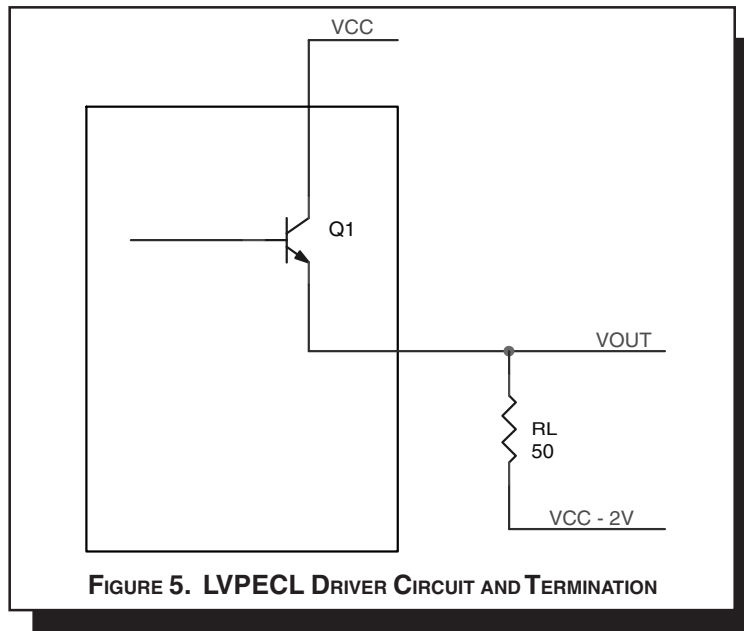 VCC
Q1
VOUT
RL
50
VCC - 2V
FIGURE 5. LVPECL DRIVER CIRCUIT AND TERMINATION